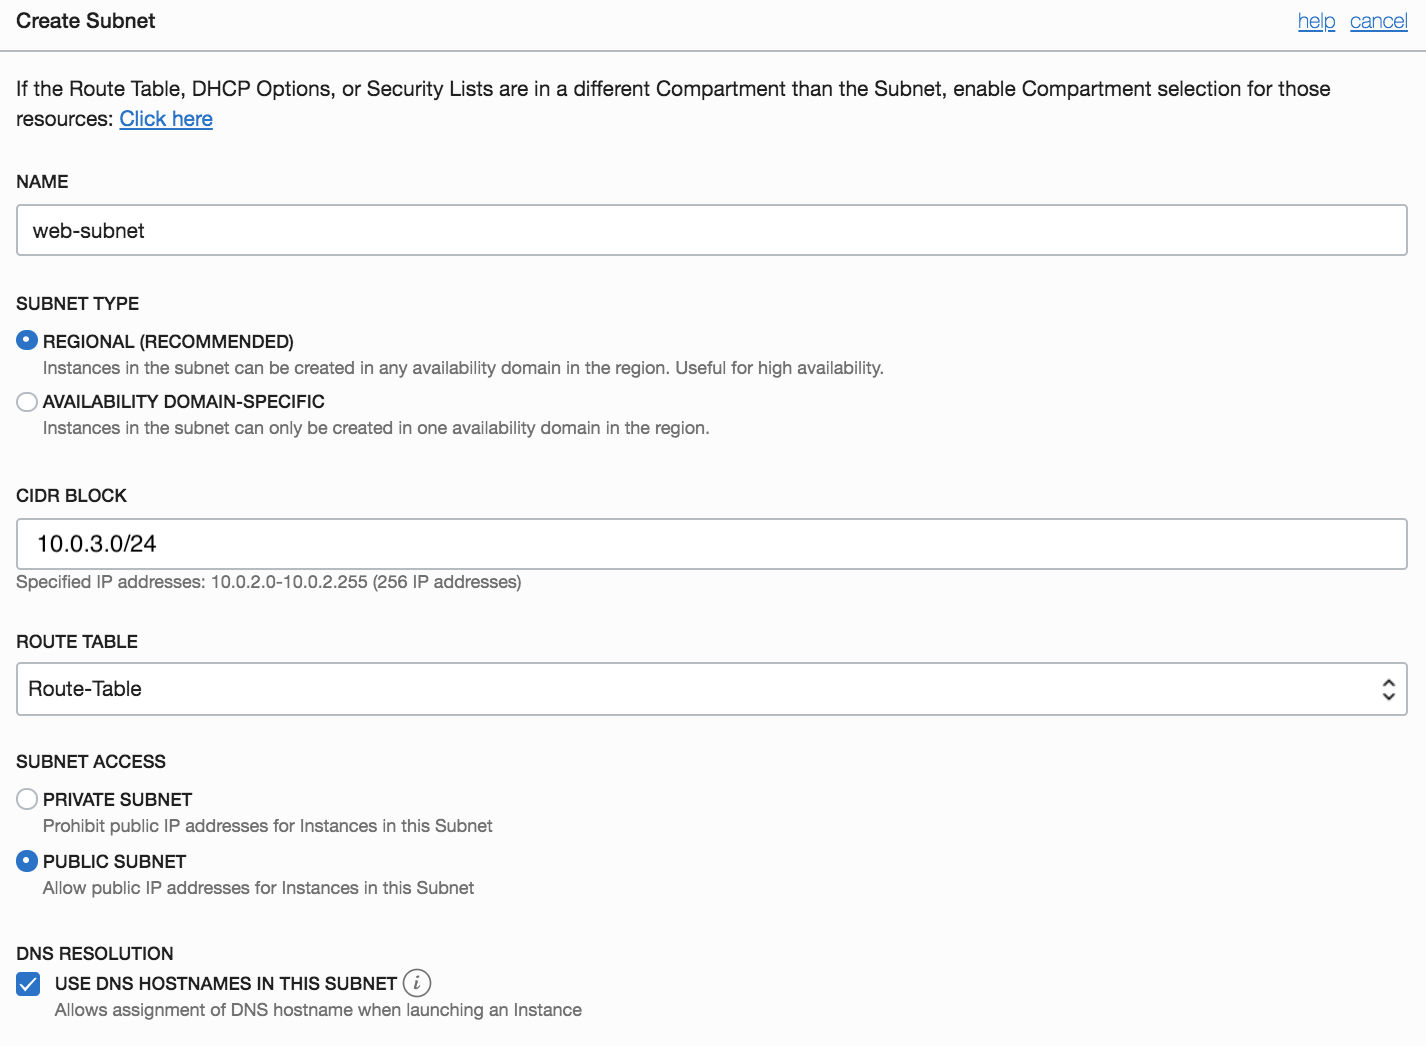 Create Subnet
help cancel
If the Route Table, DHCP Options, or Security Lists are in a different Compartment than the Subnet, enable Compartment selection for those
resources: Click here
NAME
web-subnet
SUBNET TYPE
REGIONAL (RECOMMENDED)
Instances in the subnet can be created in any availability domain in the region. Useful for high availability.
AVAILABILITY DOMAIN-SPECIFIC
Instances in the subnet can only be created in one availability domain in the region.
CIDR BLOCK
10.0.3.0/24
Specified IP addresses: 10.0.2.0-10.0.2.255 (256 IP addresses)
ROUTE TABLE
Route-Table
SUBNET ACCESS
PRIVATE SUBNET
Prohibit public IP addresses for Instances in this Subnet
PUBLIC SUBNET
Allow public IP addresses for Instances in this Subnet
DNS RESOLUTION
USE DNS HOSTNAMES IN THIS SUBNET i
Allows assignment of DNS hostname when launching an Instance